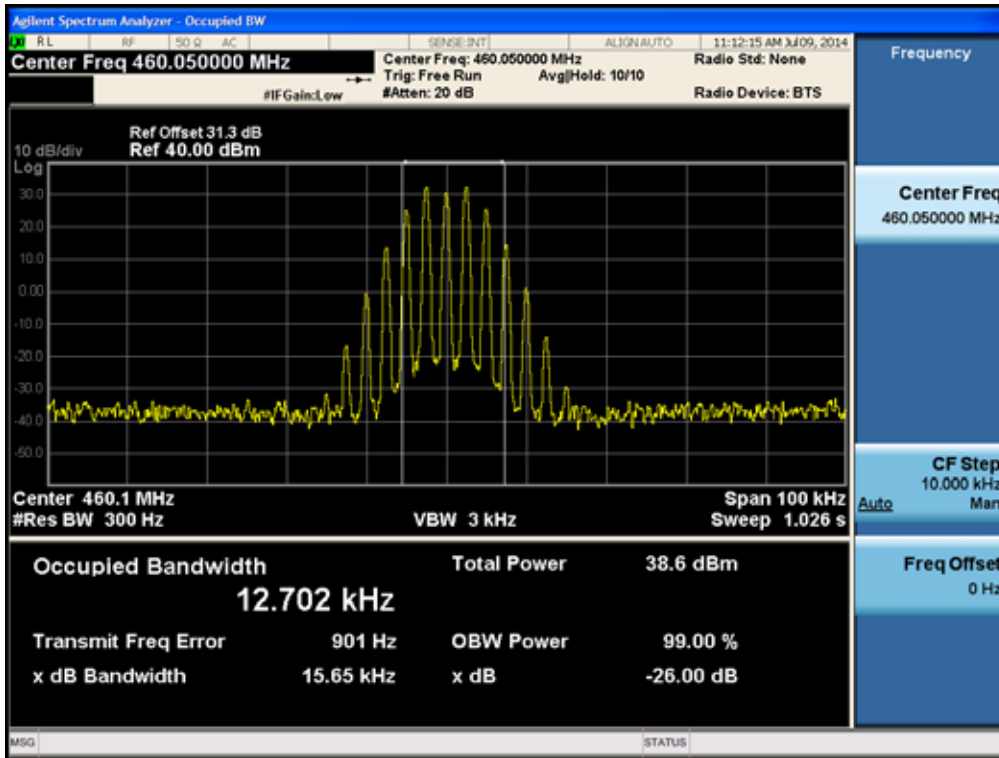 Agilent Spectrum Analyzer - Occupied BW
LXI RL RF 50 Ω AC SENSE:INT ALIGN AUTO 11:12:15 AM Jul 09, 2014
Center Freq 460.050000 MHz
Center Freq: 460.050000 MHz
Radio Std: None
Trig: Free Run Avg|Hold: 10/10
#IFGain:Low
#Atten: 20 dB
Radio Device: BTS
Ref Offset 31.3 dB
10 dB/div Ref 40.00 dBm
Log
30.0
20.0
10.0
0.00
-10.0
-20.0
-30.0
-40.0
-50.0
Center 460.1 MHz
Span 100 kHz
#Res BW 300 Hz
VBW 3 kHz
Sweep 1.026 s
Occupied Bandwidth
12.702 kHz
Total Power 38.6 dBm
Transmit Freq Error 901 Hz
OBW Power 99.00 %
x dB Bandwidth 15.65 kHz
x dB -26.00 dB
MSG
STATUS
Frequency
Center Freq
460.050000 MHz
CF Step
10.000 kHz
Auto Man
Freq Offset
0 Hz